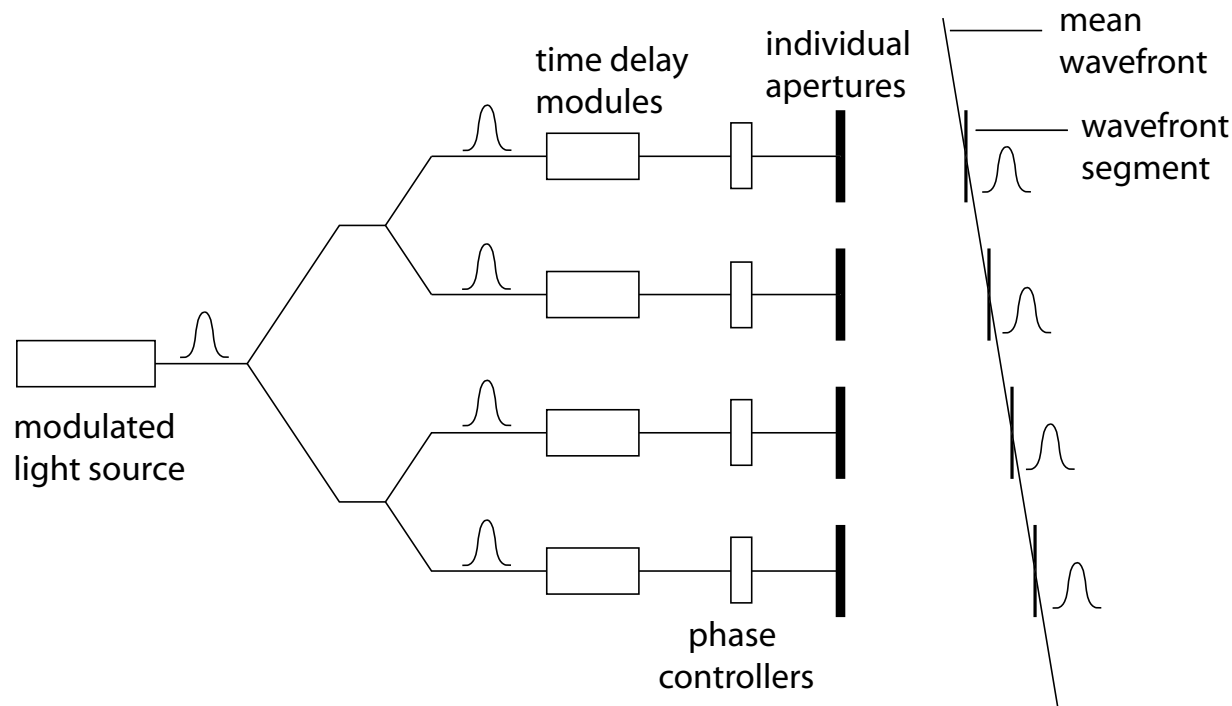 time delay
modules
individual
apertures
mean
wavefront
wavefront
segment
modulated
light source
phase
controllers